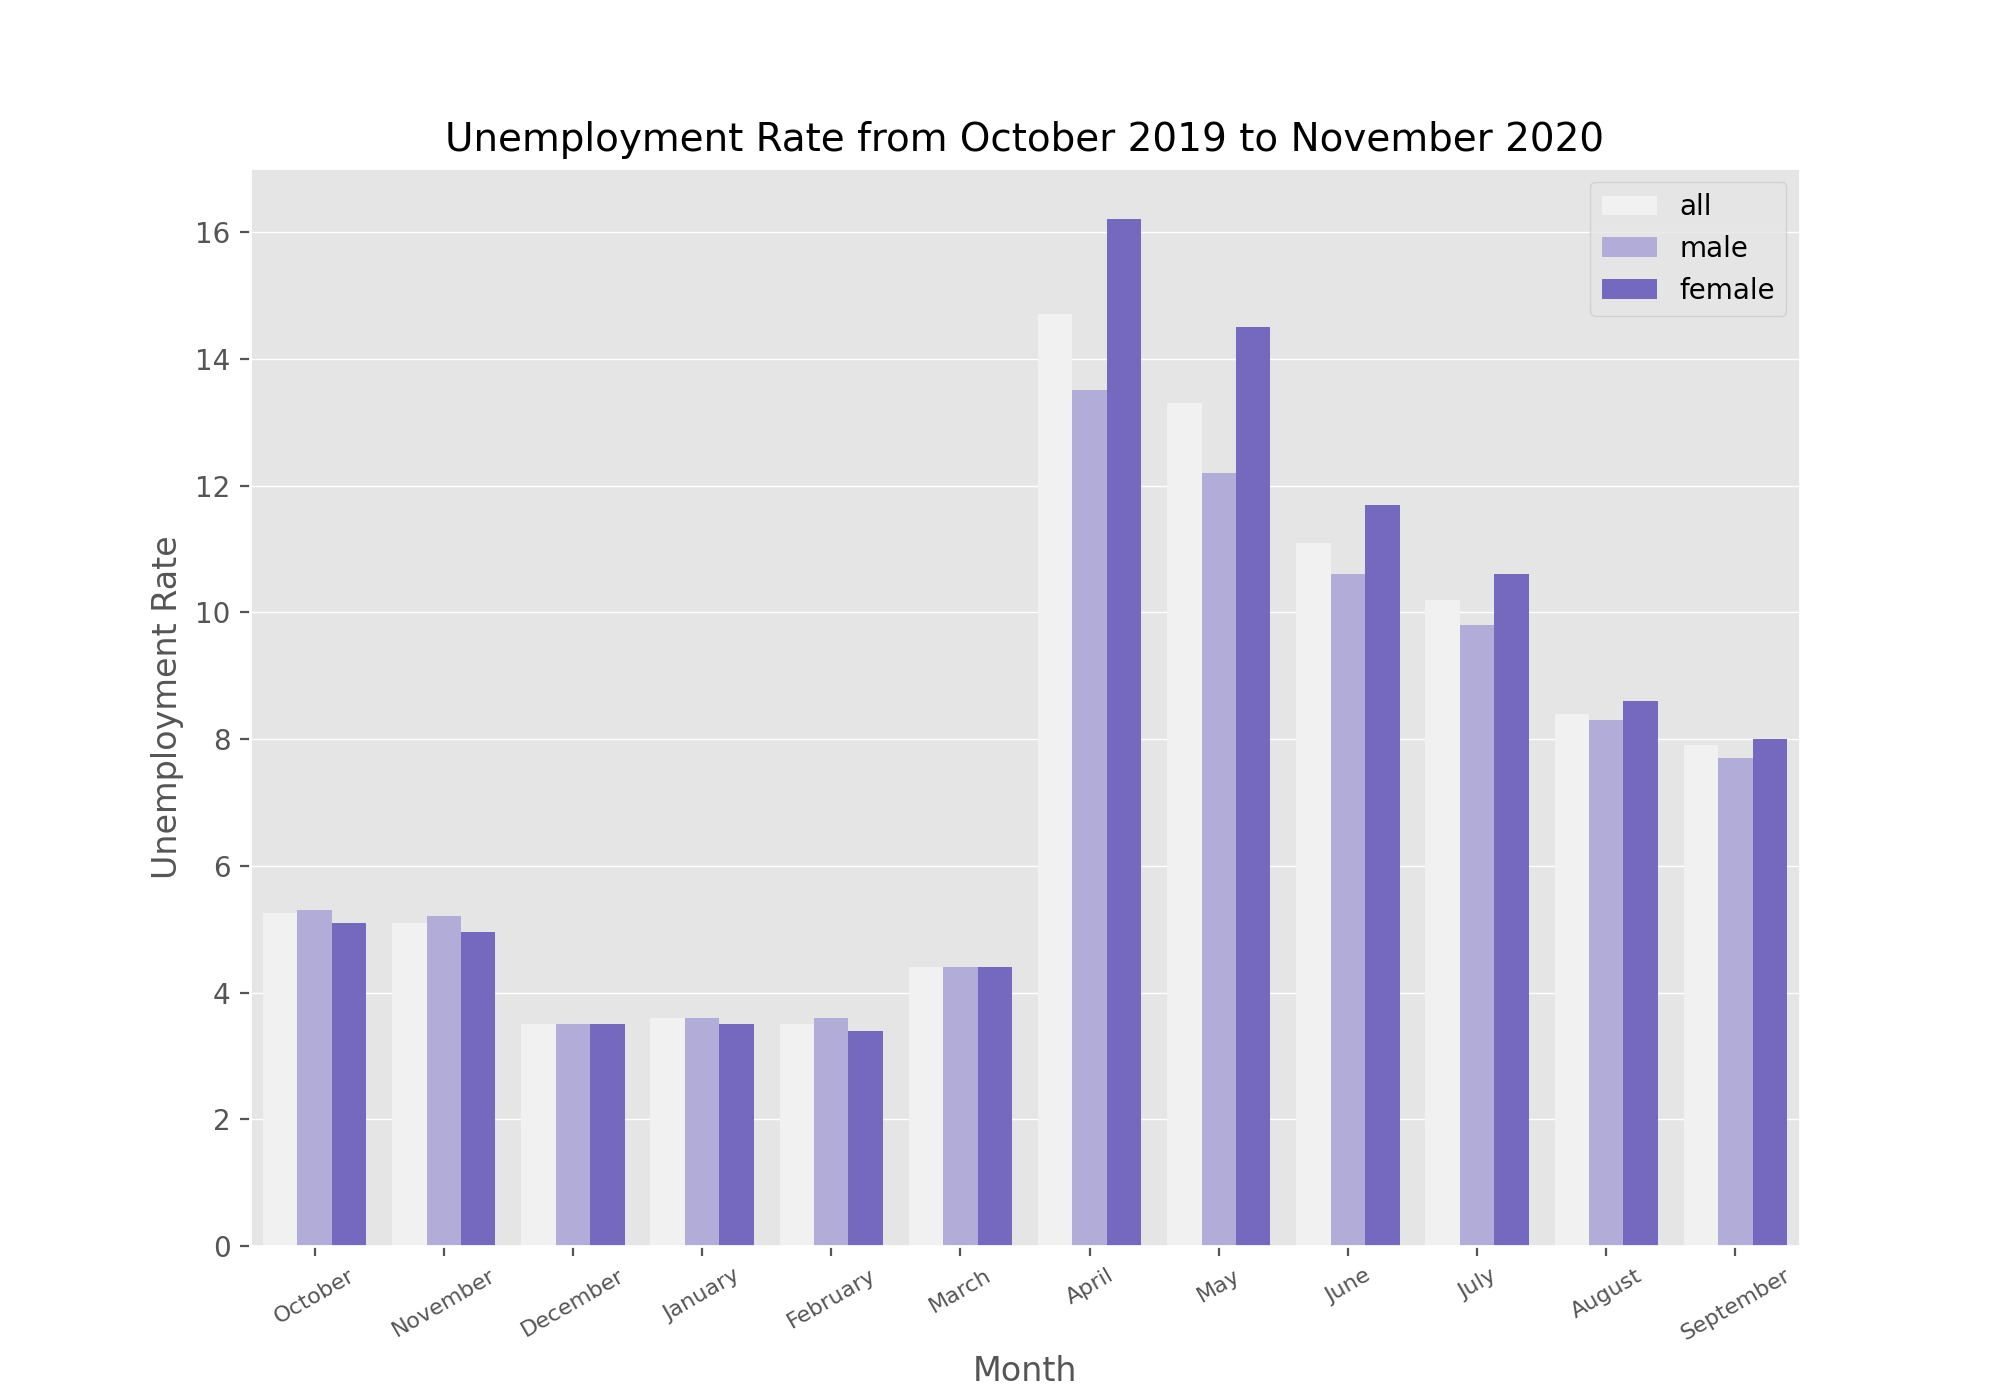 Unemployment Rate from October 2019 to November 2020
all
male
female
Unemployment Rate
16
14
12
10
8
6
4
2
0
October
November
December
January
February
March
April
May
June
July
August
September
Month